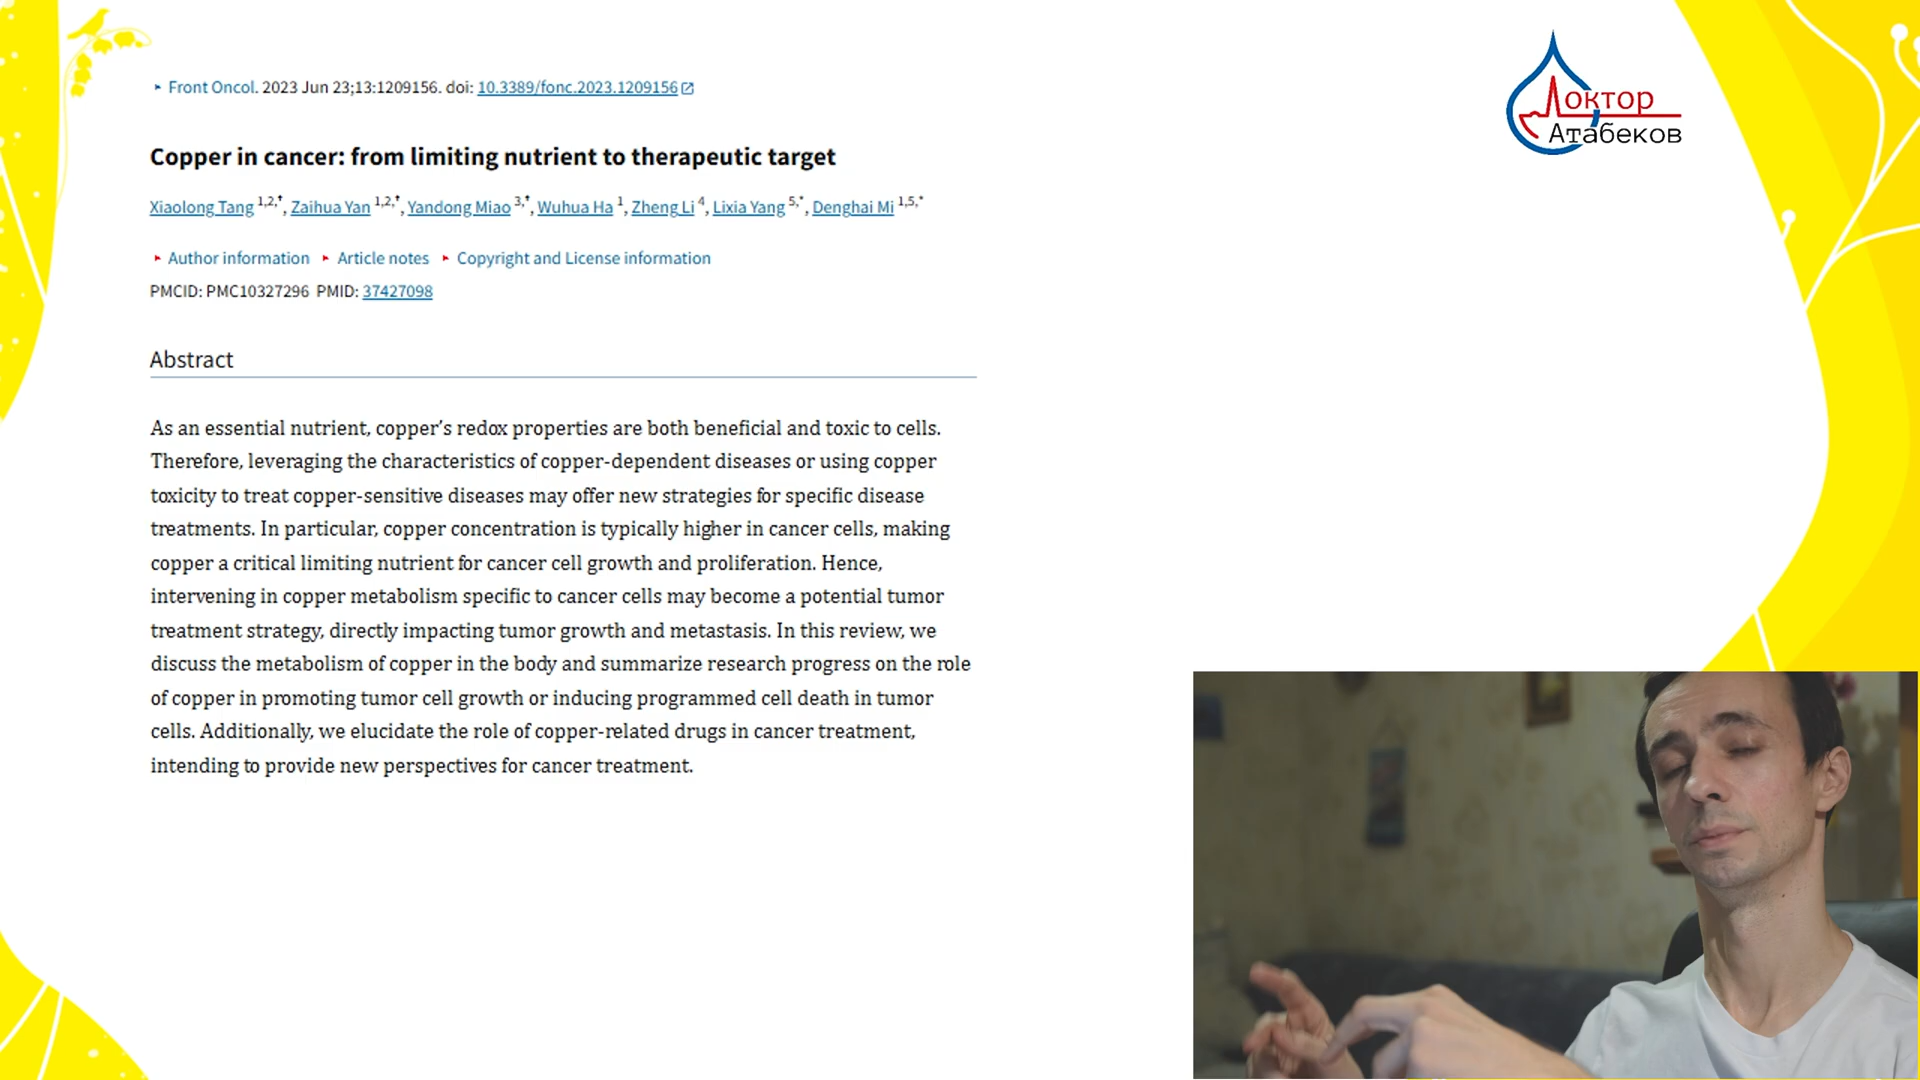 ‣ Front Oncol. 2023 Jun 23;13:1209156. doi: 10.3389/fonc.2023.1209156
Доктор
Атабеков
Copper in cancer: from limiting nutrient to therapeutic target
Xiaolong Tang 1,2,†, Zaihua Yan 1,2,†, Yandong Miao 3,†, Wuhua Ha 1, Zheng Li 4, Lixia Yang 5,*, Denghai Mi 1,5,*
‣ Author information ‣ Article notes ‣ Copyright and License information
PMCID: PMC10327296 PMID: 37427098
Abstract
As an essential nutrient, copper’s redox properties are both beneficial and toxic to cells.
Therefore, leveraging the characteristics of copper-dependent diseases or using copper
toxicity to treat copper-sensitive diseases may offer new strategies for specific disease
treatments. In particular, copper concentration is typically higher in cancer cells, making
copper a critical limiting nutrient for cancer cell growth and proliferation. Hence,
intervening in copper metabolism specific to cancer cells may become a potential tumor
treatment strategy, directly impacting tumor growth and metastasis. In this review, we
discuss the metabolism of copper in the body and summarize research progress on the role
of copper in promoting tumor cell growth or inducing programmed cell death in tumor
cells. Additionally, we elucidate the role of copper-related drugs in cancer treatment,
intending to provide new perspectives for cancer treatment.